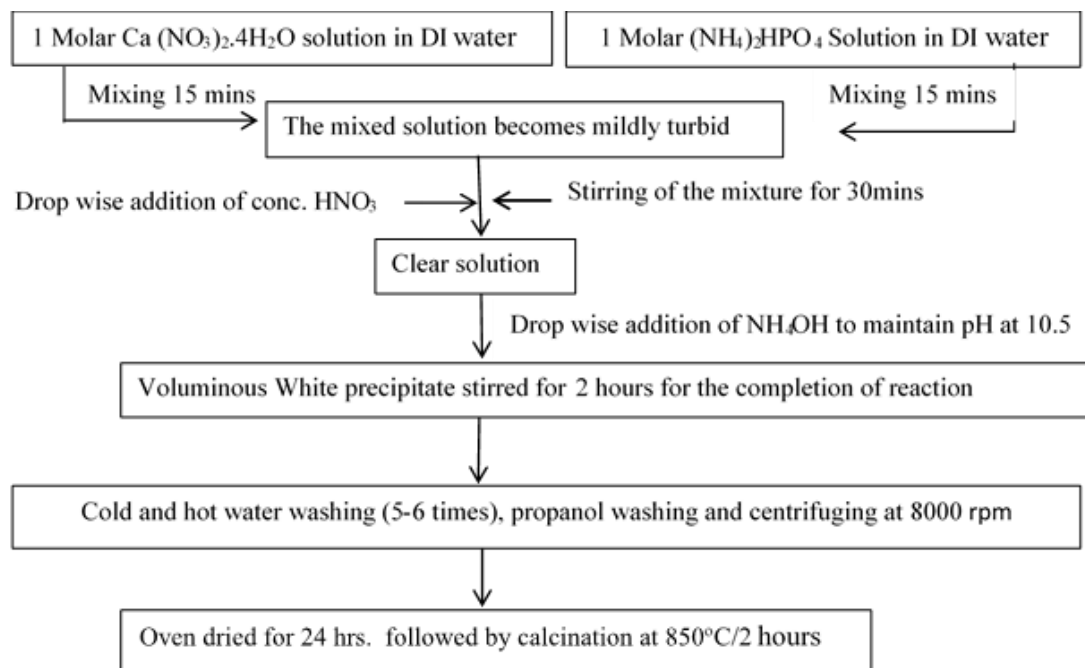 1 Molar Ca (NO₃)₂.4H₂O solution in DI water
1 Molar (NH₄)₂HPO₄ Solution in DI water
Mixing 15 mins
Mixing 15 mins
The mixed solution becomes mildly turbid
Drop wise addition of conc. HNO₃
Stirring of the mixture for 30mins
Clear solution
Drop wise addition of NH₄OH to maintain pH at 10.5
Voluminous White precipitate stirred for 2 hours for the completion of reaction
Cold and hot water washing (5-6 times), propanol washing and centrifuging at 8000 rpm
Oven dried for 24 hrs. followed by calcination at 850°C/2 hours